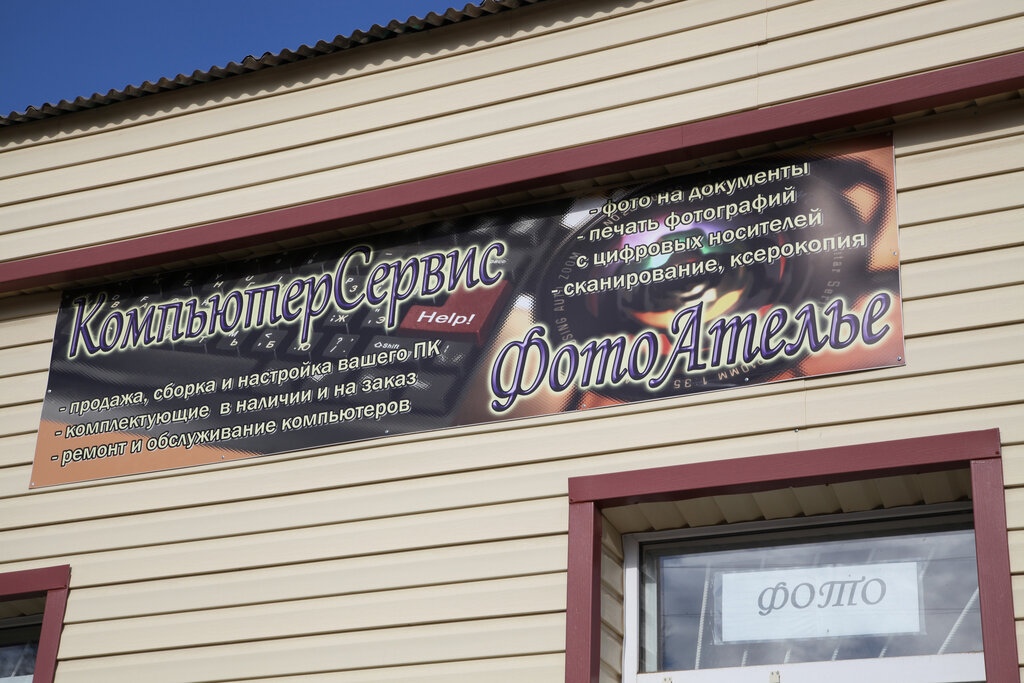 КомпьютерСервис
- продажа, сборка и настройка вашего ПК
- комплектующие в наличии и на заказ
- ремонт и обслуживание компьютеров
Help!
- фото на документы
- печать фотографий
с цифровых носителей
- сканирование, ксерокопия
ФотоАтелье
ФОТО